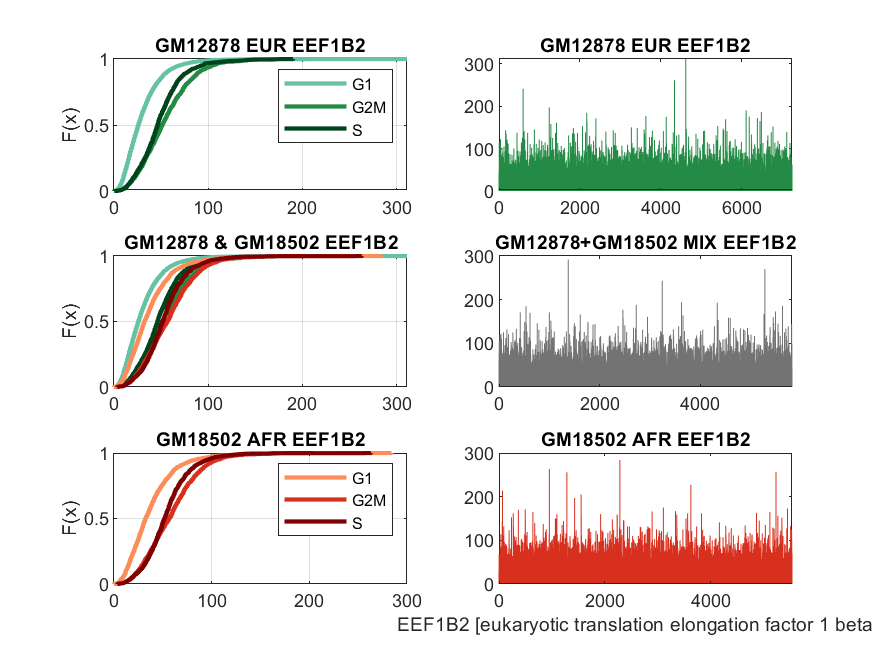 GM12878 EUR EEF1B2
F(x)
1
0.5
0
0 100 200 300
G1
G2M
S
GM12878 EUR EEF1B2
300
200
100
0
0 2000 4000 6000
GM12878 & GM18502 EEF1B2
F(x)
1
0.5
0
0 100 200 300
GM12878+GM18502 MIX EEF1B2
300
200
100
0
0 2000 4000
GM18502 AFR EEF1B2
F(x)
1
0.5
0
0 100 200 300
G1
G2M
S
GM18502 AFR EEF1B2
300
200
100
0
0 2000 4000
EEF1B2 [eukaryotic translation elongation factor 1 beta